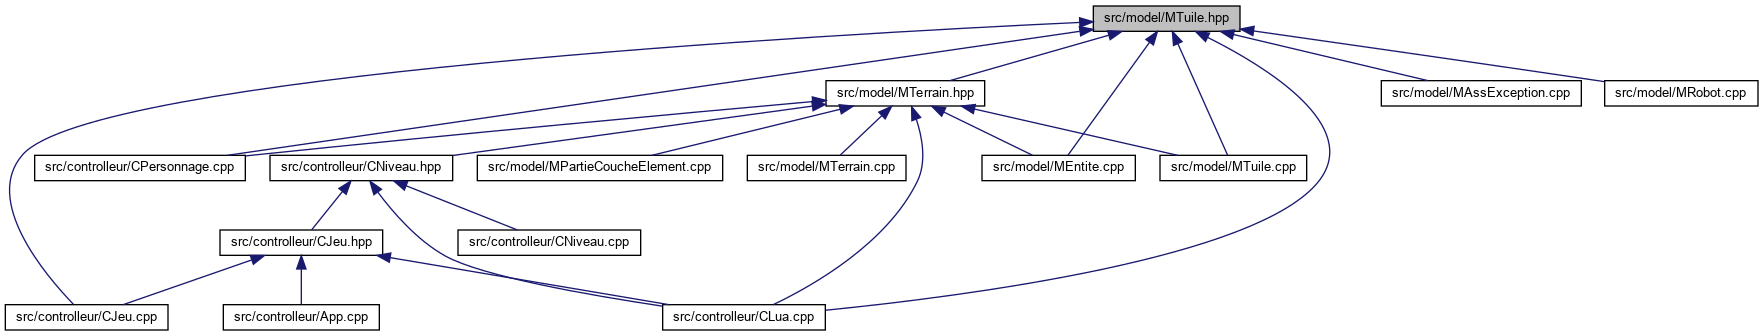 src/model/MTuile.hpp
src/model/MTerrain.hpp
src/model/MAssException.cpp
src/model/MRobot.cpp
src/controlleur/CPersonnage.cpp
src/controlleur/CNiveau.hpp
src/model/MPartieCoucheElement.cpp
src/model/MTerrain.cpp
src/model/MEntite.cpp
src/model/MTuile.cpp
src/controlleur/CJeu.hpp
src/controlleur/CNiveau.cpp
src/controlleur/CJeu.cpp
src/controlleur/App.cpp
src/controlleur/CLua.cpp